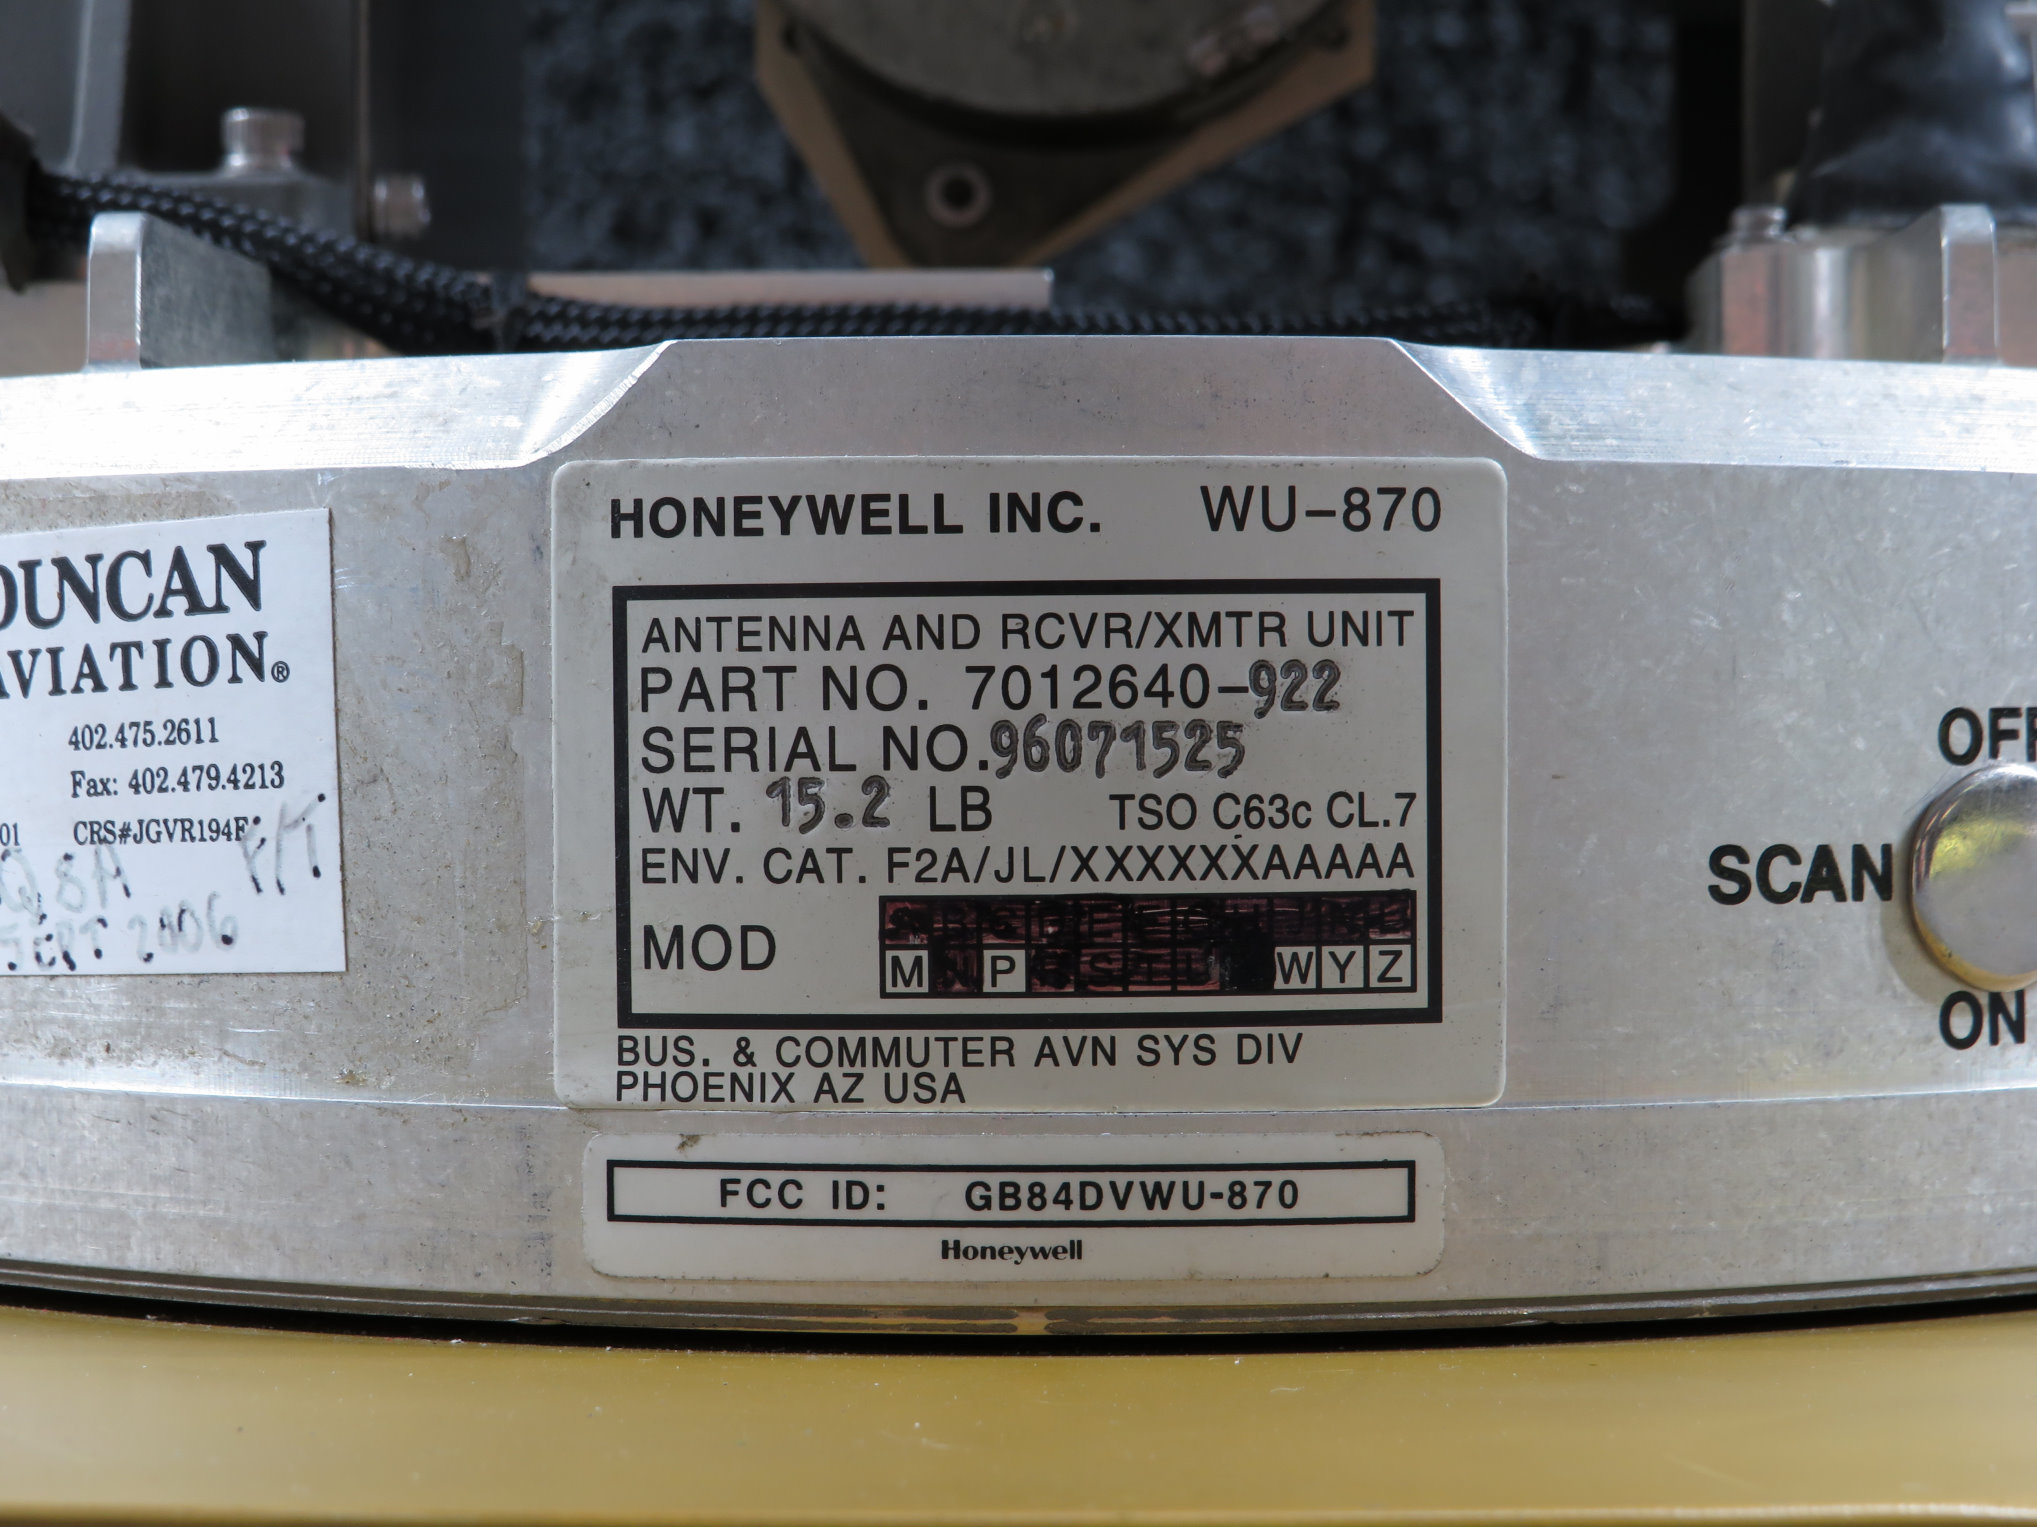 HONEYWELL INC. WU-870
ANTENNA AND RCVR/XMTR UNIT
PART NO. 7012640-922
SERIAL NO. 96071525
WT. 15.2 LB TSO C63c CL.7
ENV. CAT. F2A/JL/XXXXXXAAAAA
MOD
M P W Y Z
BUS. & COMMUTER AVN SYS DIV
PHOENIX AZ USA
FCC ID: GB84DVWU-870
Honeywell
DUNCAN
AVIATION®
402.475.2611
Fax: 402.479.4213
01 CRS#JGVR194F
SEPT 2006
OFF
SCAN
ON